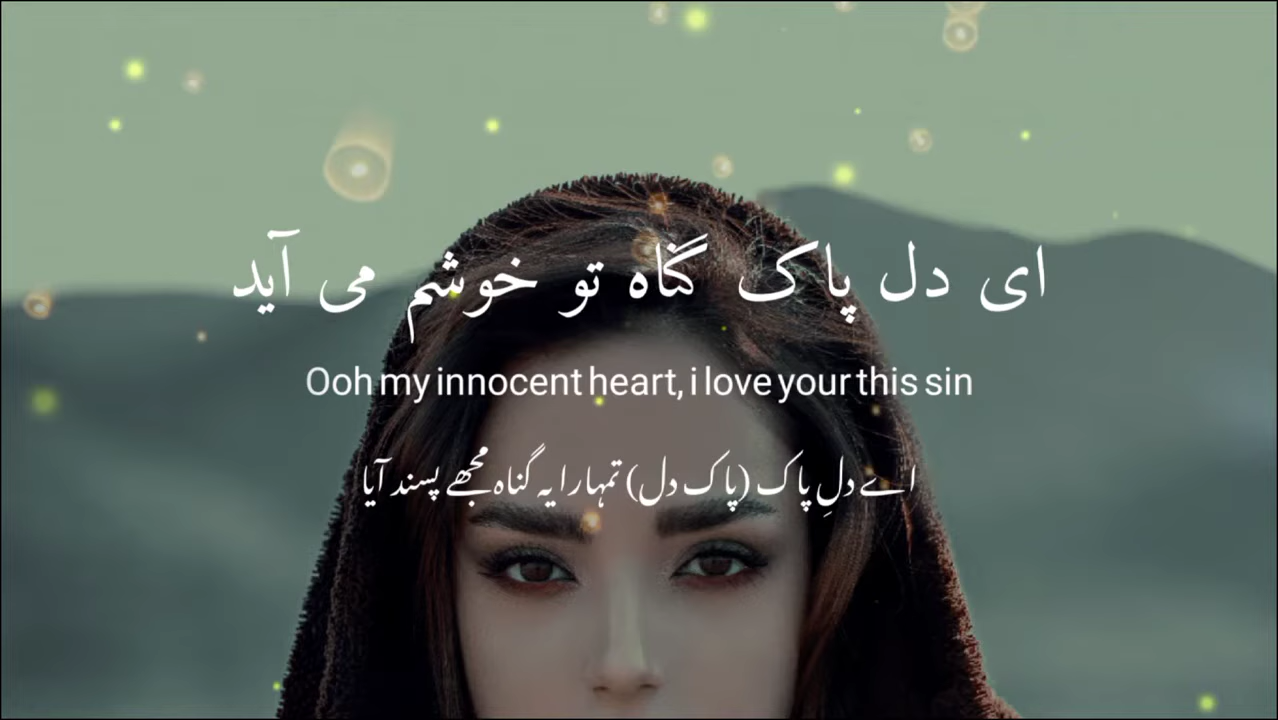 ای دل پاک گناه تو خوشم می آید
Ooh my innocent heart, i love your this sin
اے دلِ پاک (پاک دل) تمہارا یہ گناہ مجھے پسند آیا